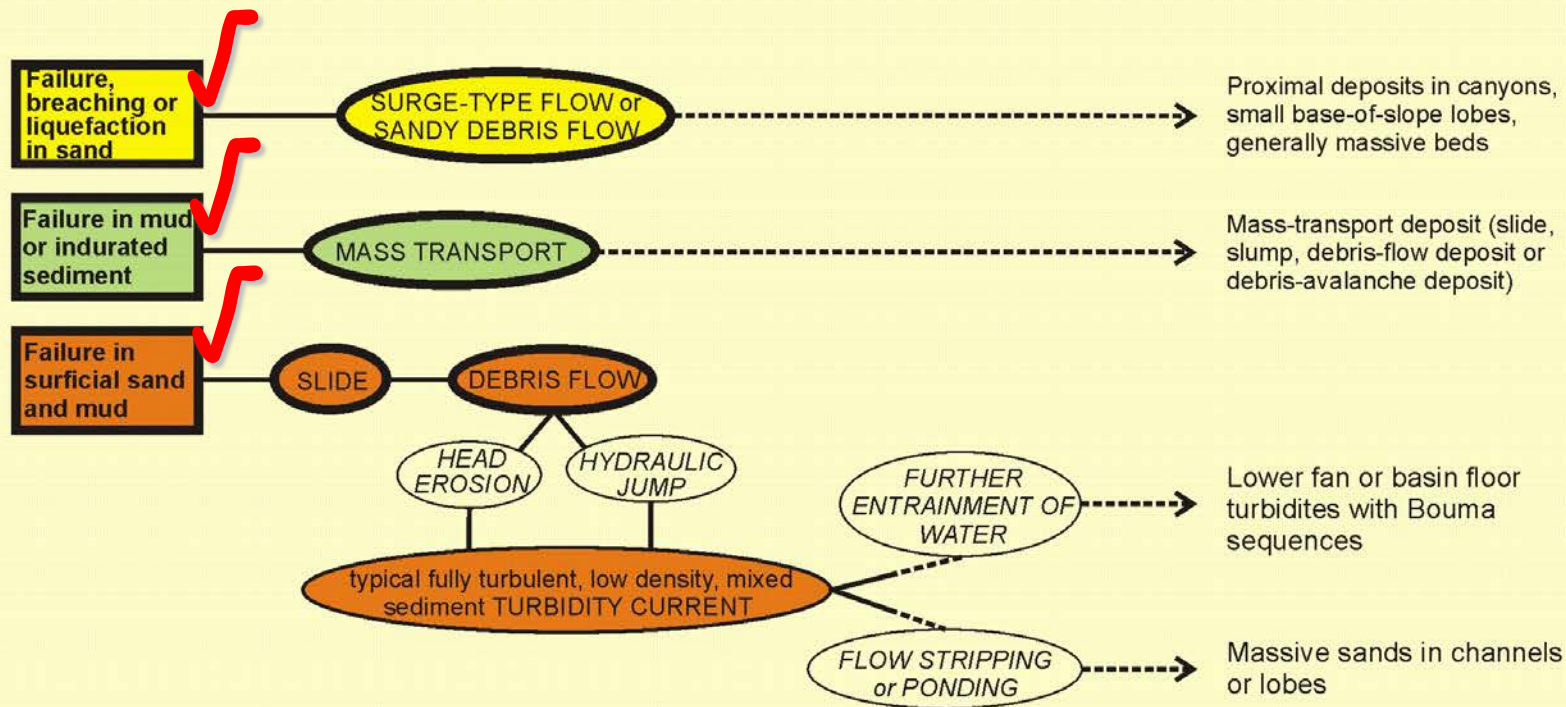 Failure,
breaching or
liquefaction
in sand
SURGE-TYPE FLOW or
SANDY DEBRIS FLOW
Proximal deposits in canyons,
small base-of-slope lobes,
generally massive beds
Failure in mud
or indurated
sediment
MASS TRANSPORT
Mass-transport deposit (slide,
slump, debris-flow deposit or
debris-avalanche deposit)
Failure in
surficial sand
and mud
SLIDE
DEBRIS FLOW
HEAD
EROSION
HYDRAULIC
JUMP
FURTHER
ENTRAINMENT OF
WATER
Lower fan or basin floor
turbidites with Bouma
sequences
typical fully turbulent, low density, mixed
sediment TURBIDITY CURRENT
FLOW STRIPPING
or PONDING
Massive sands in channels
or lobes